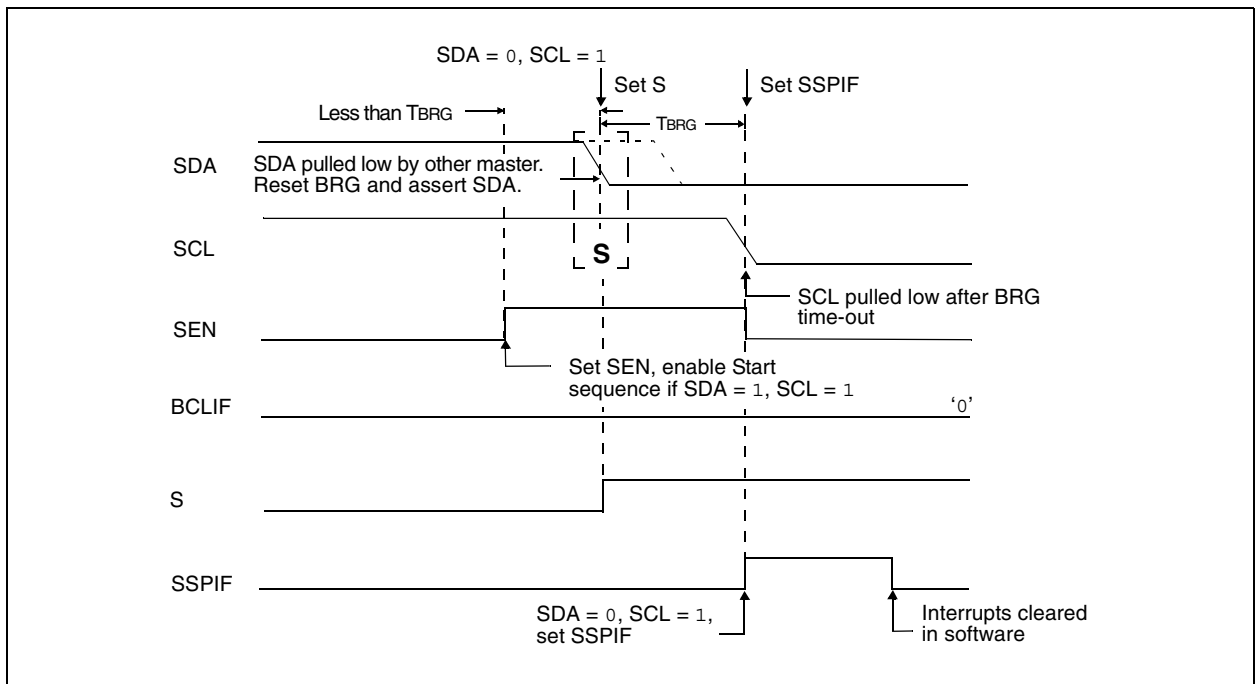 SDA = 0, SCL = 1
Set S
Set SSPIF
Less than TBRG
TBRG
SDA
SDA pulled low by other master.
Reset BRG and assert SDA.
SCL
S
SCL pulled low after BRG
time-out
SEN
Set SEN, enable Start
sequence if SDA = 1, SCL = 1
BCLIF
‘0’
S
SSPIF
SDA = 0, SCL = 1,
set SSPIF
Interrupts cleared
in software